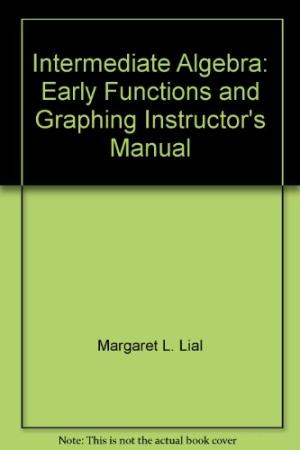 Intermediate Algebra:
Early Functions and
Graphing Instructor's
Manual
Margaret L. Lial
Note: This is not the actual book cover